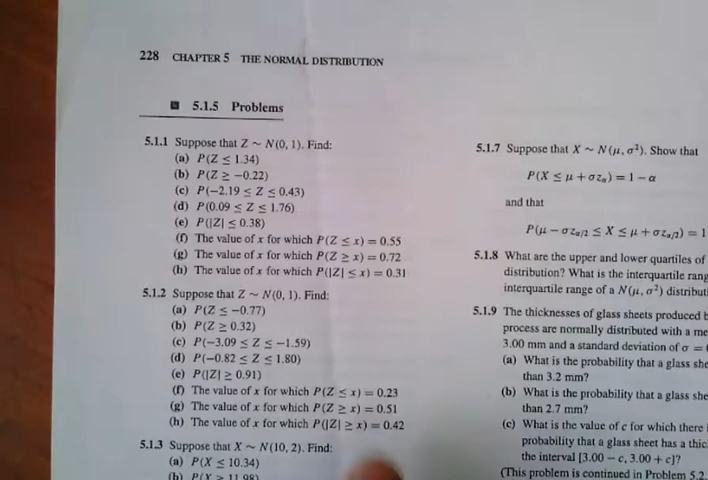 228 CHAPTER 5 THE NORMAL DISTRIBUTION
5.1.5 Problems
5.1.1 Suppose that Z ~ N(0, 1). Find:
(a) P(Z ≤ 1.34)
(b) P(Z ≥ −0.22)
(c) P(−2.19 ≤ Z ≤ 0.43)
(d) P(0.09 ≤ Z ≤ 1.76)
(e) P(|Z| ≤ 0.38)
(f) The value of x for which P(Z ≤ x) = 0.55
(g) The value of x for which P(Z ≥ x) = 0.72
(h) The value of x for which P(|Z| ≤ x) = 0.31
5.1.2 Suppose that Z ~ N(0, 1). Find:
(a) P(Z ≤ −0.77)
(b) P(Z ≥ 0.32)
(c) P(−3.09 ≤ Z ≤ −1.59)
(d) P(−0.82 ≤ Z ≤ 1.80)
(e) P(|Z| ≥ 0.91)
(f) The value of x for which P(Z ≤ x) = 0.23
(g) The value of x for which P(Z ≥ x) = 0.51
(h) The value of x for which P(|Z| ≥ x) = 0.42
5.1.3 Suppose that X ~ N(10, 2). Find:
(a) P(X ≤ 10.34)
(b) P(X ≥ 11.98)
5.1.7 Suppose that X ~ N(μ, σ²). Show that
P(X ≤ μ + σzα) = 1 − α
and that
P(μ − σzα/2 ≤ X ≤ μ + σzα/2) = 1
5.1.8 What are the upper and lower quartiles of
distribution? What is the interquartile rang
interquartile range of a N(μ, σ²) distributi
5.1.9 The thicknesses of glass sheets produced b
process are normally distributed with a me
3.00 mm and a standard deviation of σ =
(a) What is the probability that a glass she
than 3.2 mm?
(b) What is the probability that a glass she
than 2.7 mm?
(c) What is the value of c for which there
probability that a glass sheet has a thic
the interval [3.00 − c, 3.00 + c]?
(This problem is continued in Problem 5.2.